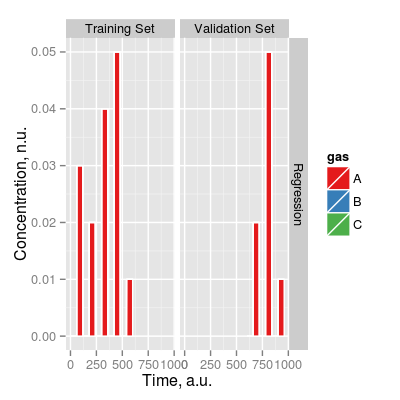 Training Set Validation Set
0.05
0.04
0.03
0.02
0.01
0.00
Concentration, n.u.
Regression
gas
A
B
C
0 250 500 750 1000 0 250 500 750 1000
Time, a.u.